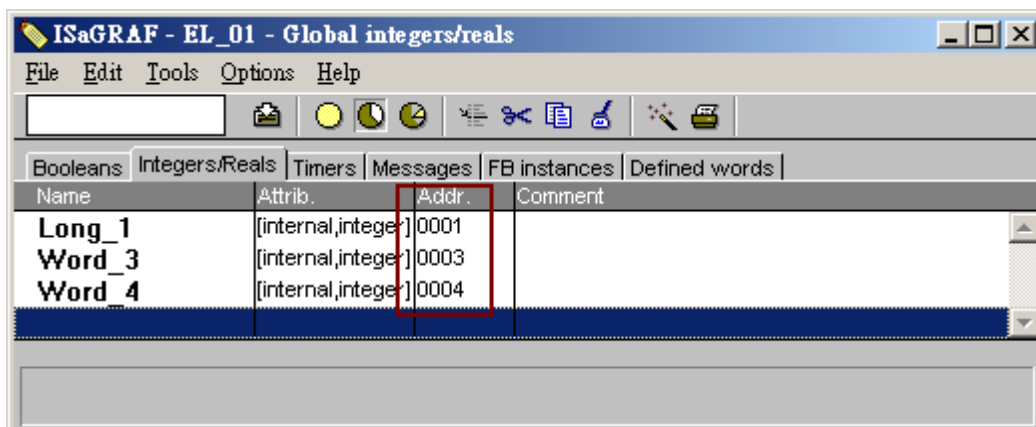 ISaGRAF - EL_01 - Global integers/reals
File Edit Tools Options Help
Booleans Integers/Reals Timers Messages FB instances Defined words
Name Attrib. Addr. Comment
Long_1 [internal,integer] 0001
Word_3 [internal,integer] 0003
Word_4 [internal,integer] 0004